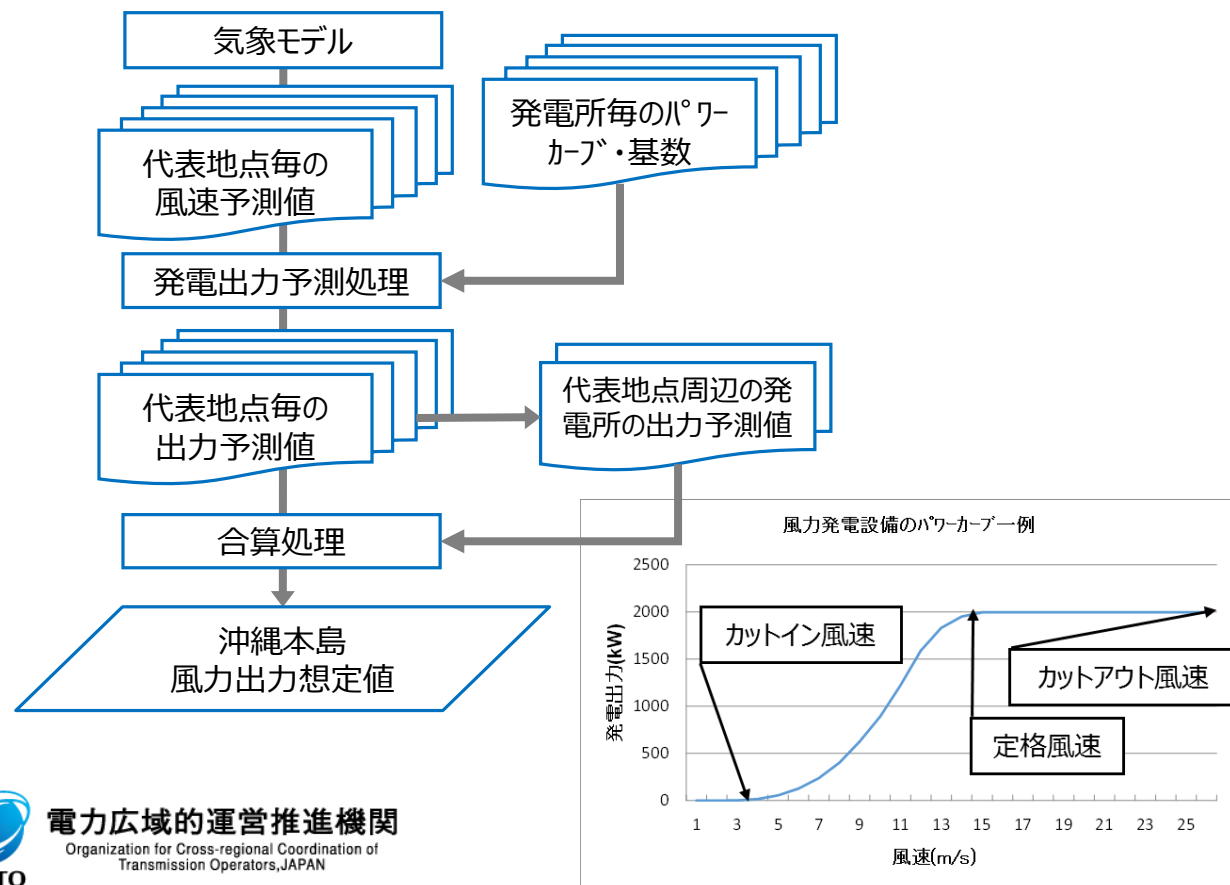 気象モデル
代表地点毎の
風速予測値
発電所毎のﾊﾟﾜｰ
ｶｰﾌﾞ・基数
発電出力予測処理
代表地点毎の
出力予測値
代表地点周辺の発
電所の出力予測値
合算処理
沖縄本島
風力出力想定値
風力発電設備のﾊﾟﾜｰｶｰﾌﾞ一例
発電出力(kW)
2500
2000
1500
1000
500
0
カットイン風速
カットアウト風速
定格風速
1 3 5 7 9 11 13 15 17 19 21 23 25
風速(m/s)
電力広域的運営推進機関
Organization for Cross-regional Coordination of
Transmission Operators,JAPAN